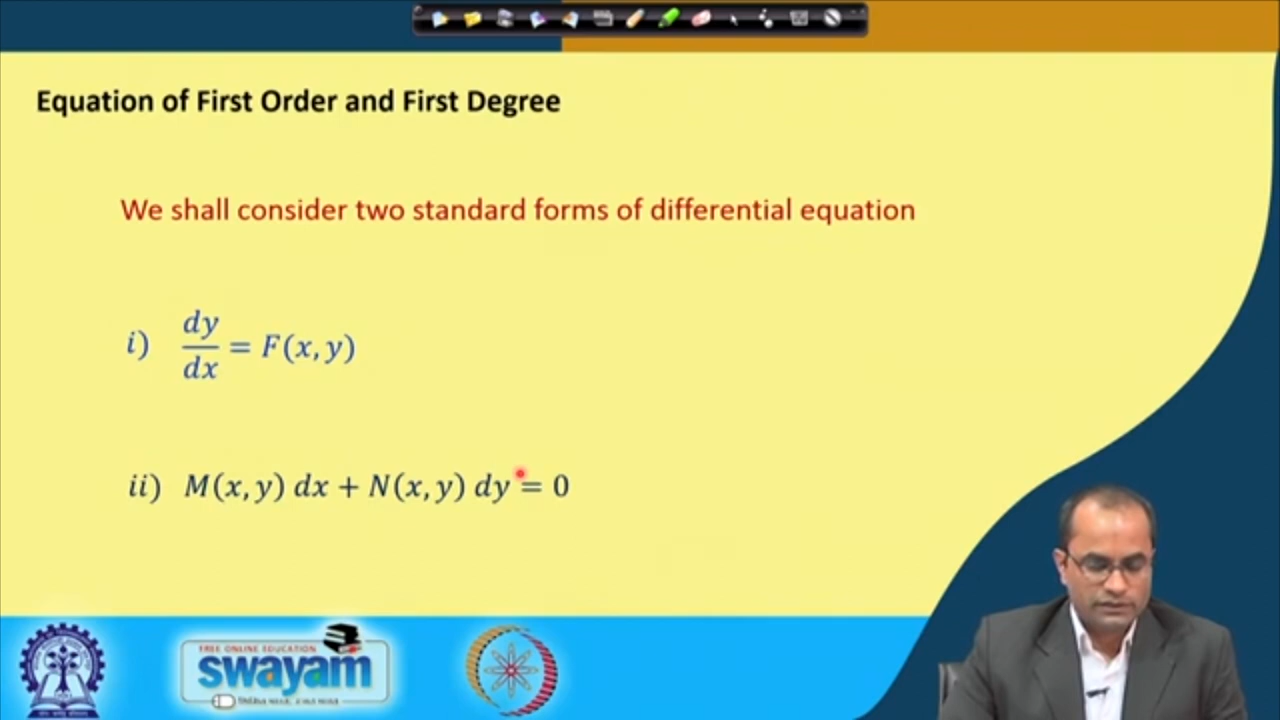 Equation of First Order and First Degree
We shall consider two standard forms of differential equation
i) dy/dx = F(x, y)
ii) M(x, y) dx + N(x, y) dy = 0
FREE ONLINE EDUCATION
swayam